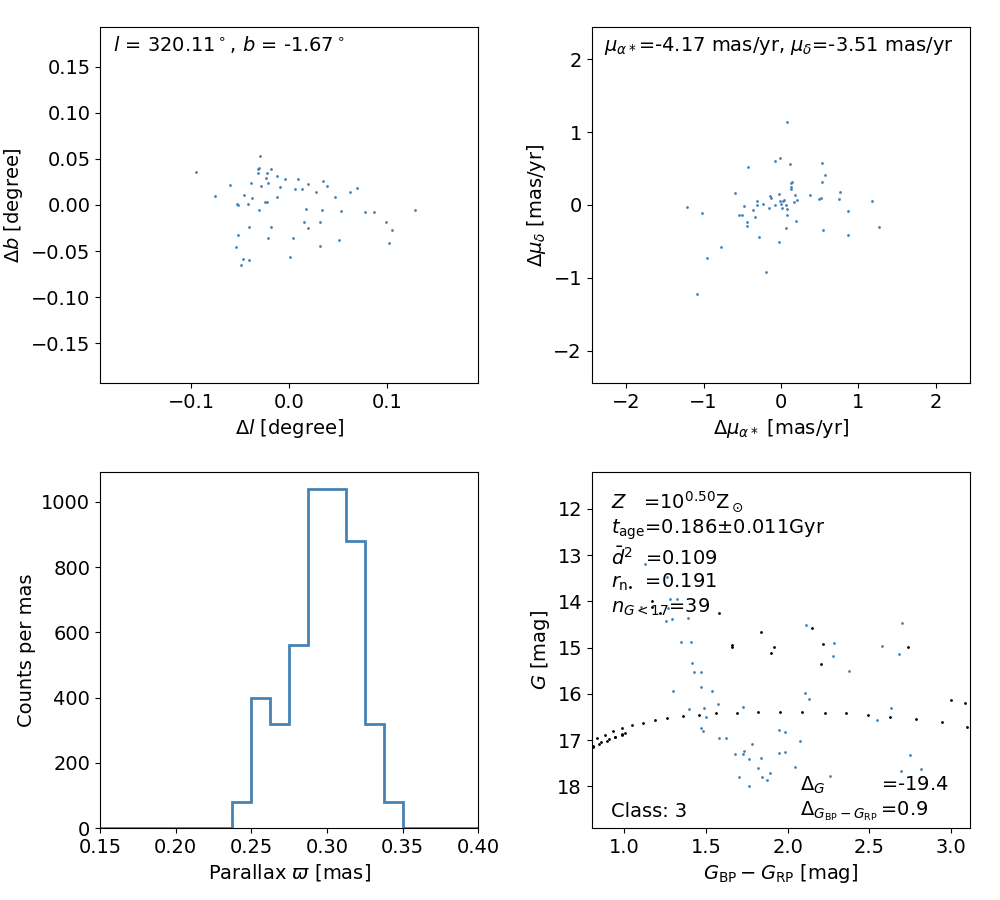 l = 320.11°, b = -1.67°
0.15
0.10
0.05
0.00
−0.05
−0.10
−0.15
Δb [degree]
−0.1 0.0 0.1
Δl [degree]
μα*=-4.17 mas/yr, μδ=-3.51 mas/yr
2
1
0
−1
−2
Δμδ [mas/yr]
−2 −1 0 1 2
Δμα* [mas/yr]
1000
800
600
400
200
0
Counts per mas
0.15 0.20 0.25 0.30 0.35 0.40
Parallax ϖ [mas]
Z =10^0.50 Z⊙
t_age=0.186±0.011Gyr
d̄² =0.109
r_n =0.191
n_G<17=39
12
13
14
15
16
17
18
G [mag]
Δ_G =-19.4
Class: 3 Δ_G_BP−G_RP =0.9
1.0 1.5 2.0 2.5 3.0
G_BP − G_RP [mag]